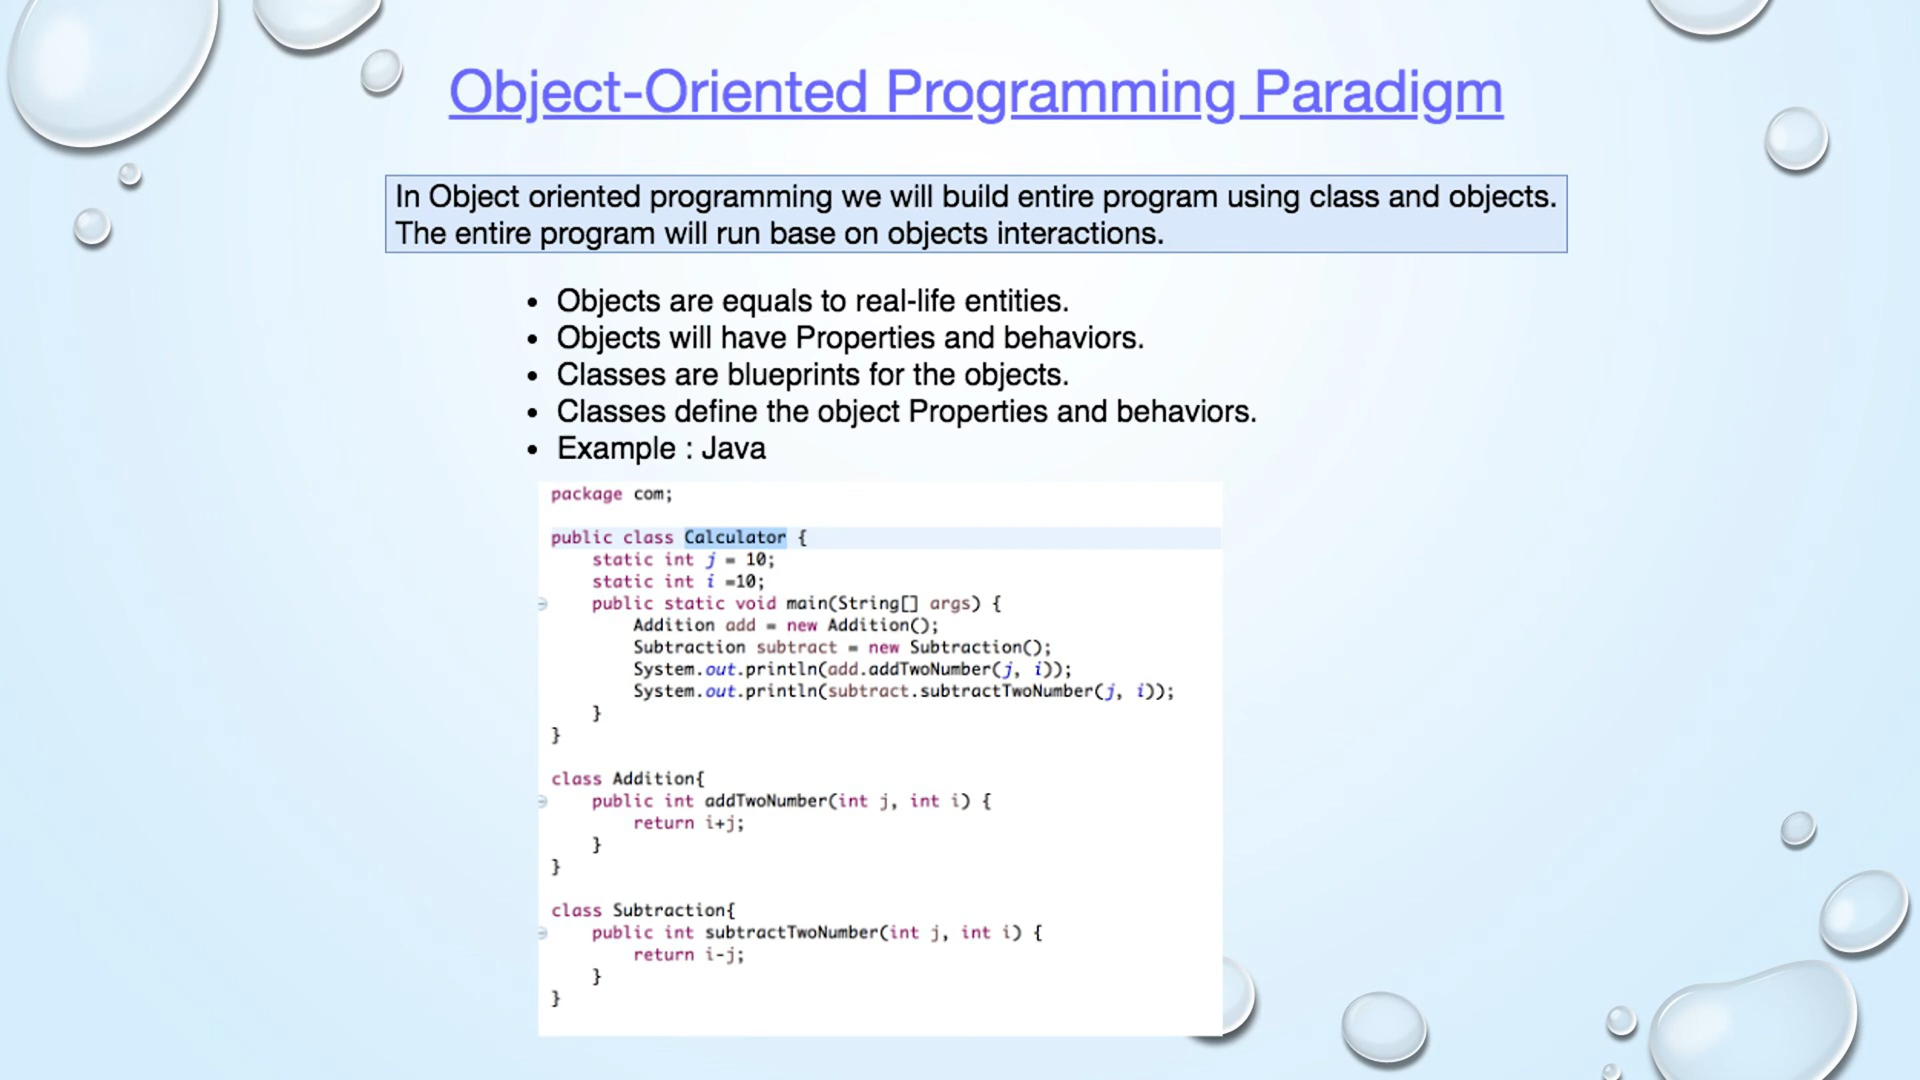 Object-Oriented Programming Paradigm
In Object oriented programming we will build entire program using class and objects.
The entire program will run base on objects interactions.
• Objects are equals to real-life entities.
• Objects will have Properties and behaviors.
• Classes are blueprints for the objects.
• Classes define the object Properties and behaviors.
• Example : Java
package com;
public class Calculator {
static int j = 10;
static int i =10;
public static void main(String[] args) {
Addition add = new Addition();
Subtraction subtract = new Subtraction();
System.out.println(add.addTwoNumber(j, i));
System.out.println(subtract.subtractTwoNumber(j, i));
}
}
class Addition{
public int addTwoNumber(int j, int i) {
return i+j;
}
}
class Subtraction{
public int subtractTwoNumber(int j, int i) {
return i-j;
}
}